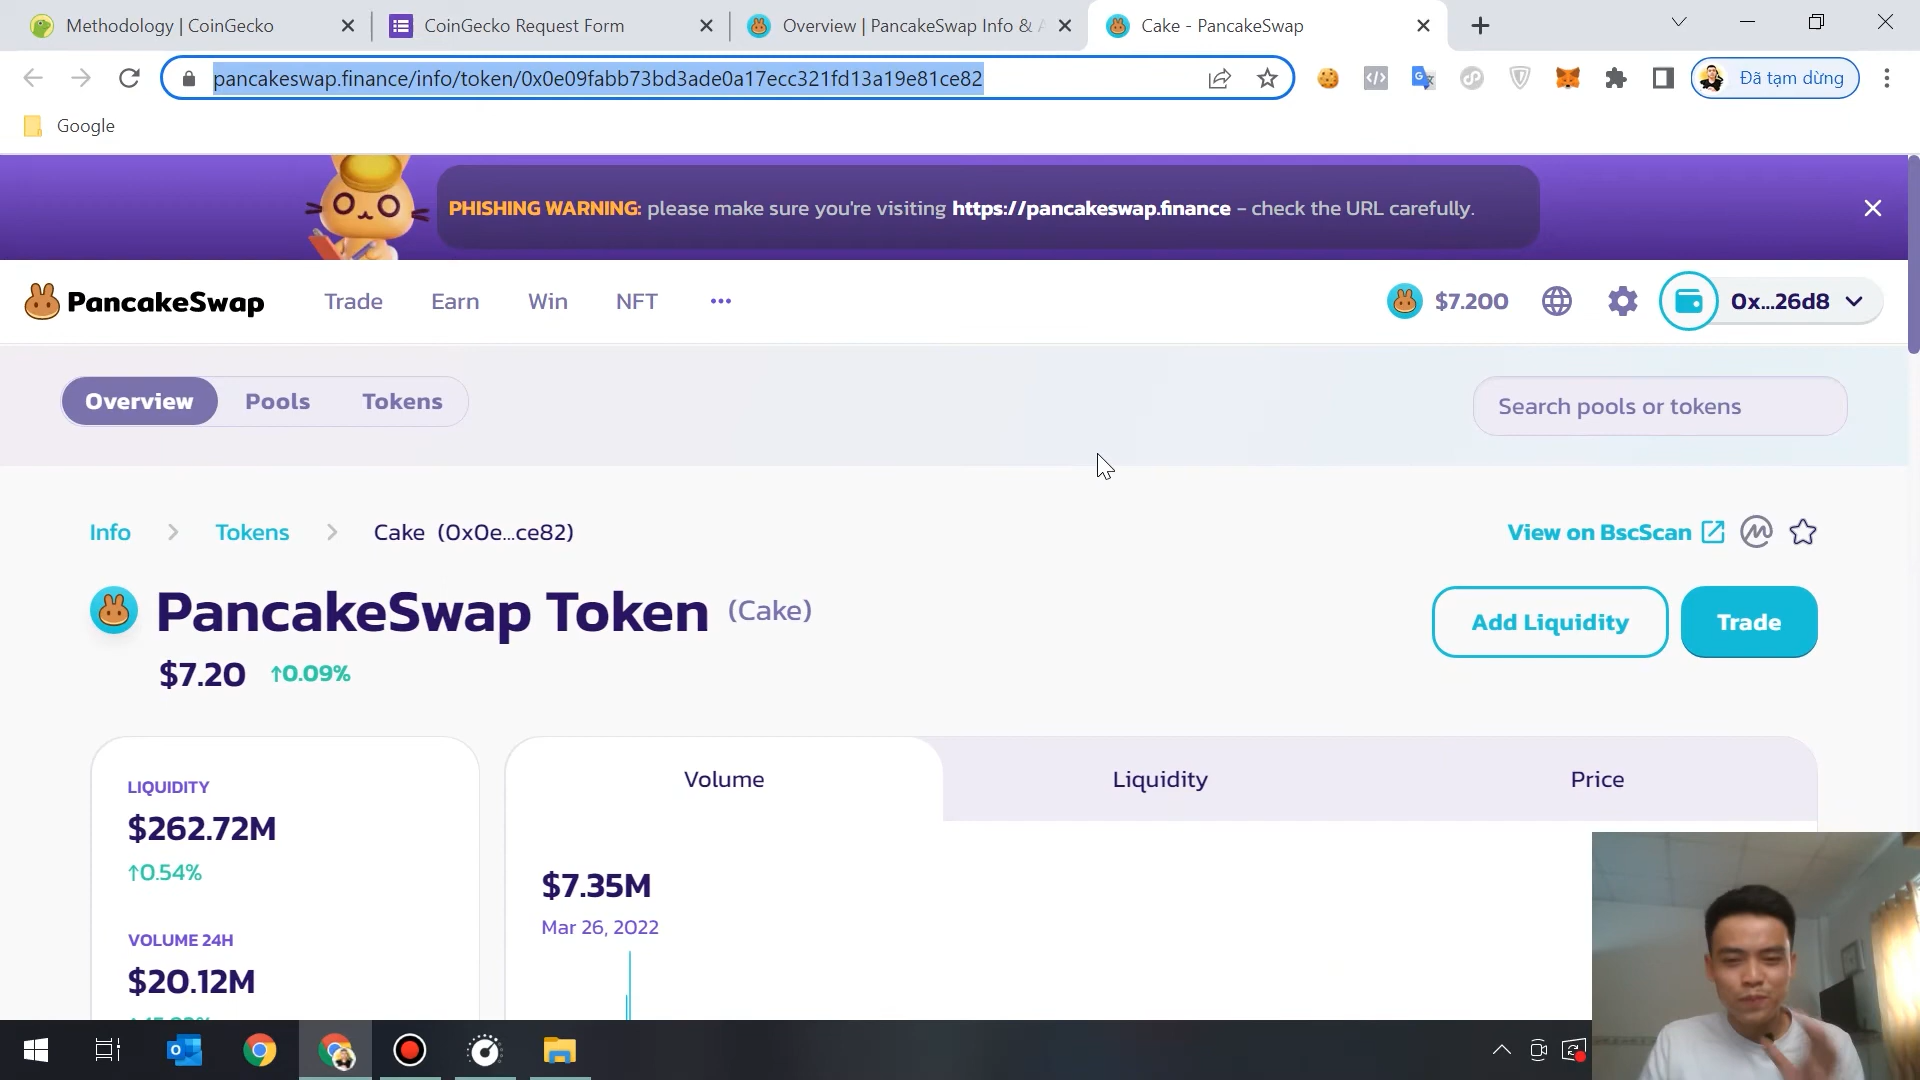 Methodology | CoinGecko
CoinGecko Request Form
Overview | PancakeSwap Info &
Cake - PancakeSwap
pancakeswap.finance/info/token/0x0e09fabb73bd3ade0a17ecc321fd13a19e81ce82
Đã tạm dừng
Google
PHISHING WARNING: please make sure you're visiting https://pancakeswap.finance - check the URL carefully.
PancakeSwap
Trade
Earn
Win
NFT
$7.200
0x...26d8
Overview
Pools
Tokens
Search pools or tokens
Info
Tokens
Cake (0x0e...ce82)
View on BscScan
PancakeSwap Token (Cake)
Add Liquidity
Trade
$7.20 ↑0.09%
LIQUIDITY
$262.72M
↑0.54%
VOLUME 24H
$20.12M
Volume
Liquidity
Price
$7.35M
Mar 26, 2022